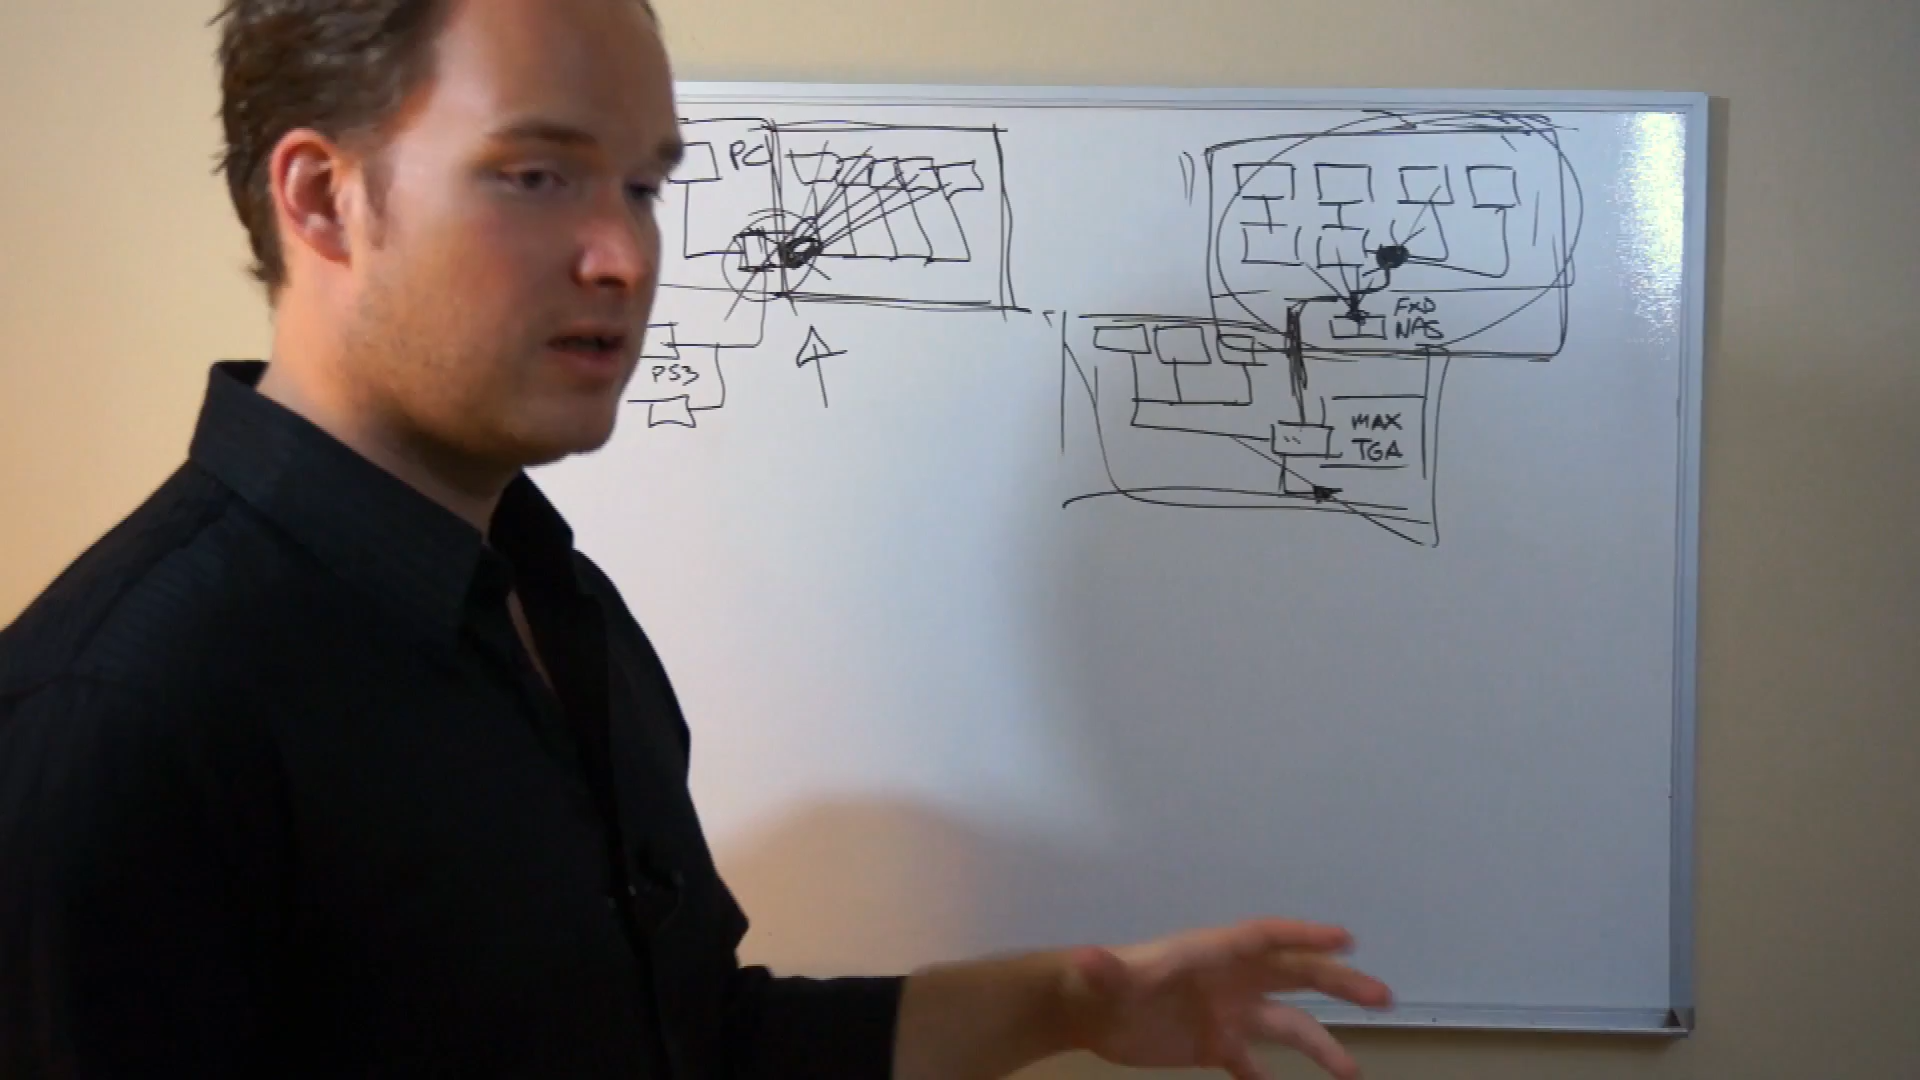 PC
PS3
FXD
NAS
MAX
TGA